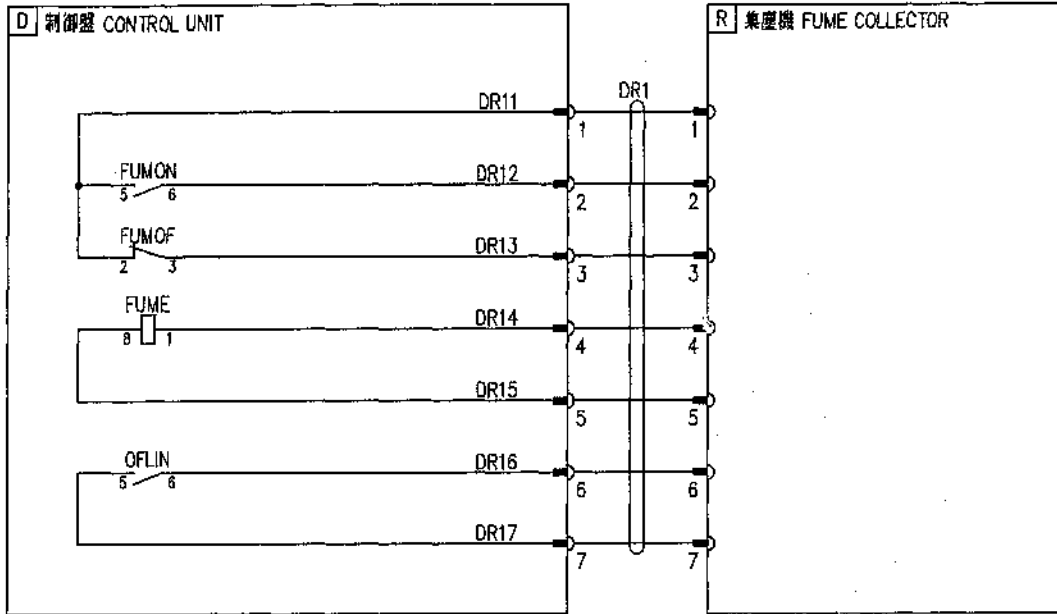 D 制御盤 CONTROL UNIT
R 集塵機 FUME COLLECTOR
DR1
DR11
1 1
FUMON
5 6
DR12
2 2
FUMOF
2 3
DR13
3 3
FUME
8 1
DR14
4 4
DR15
5 5
OFLIN
5 6
DR16
6 6
DR17
7 7